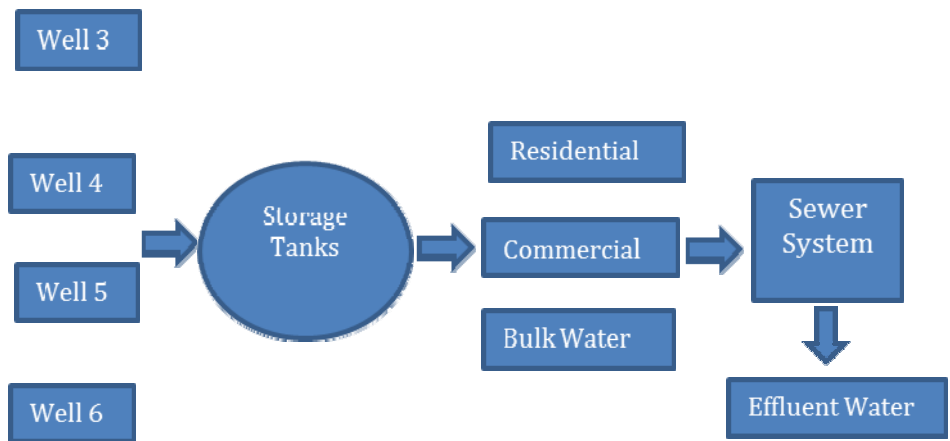 Well 3
Well 4
Well 5
Well 6
Storage
Tanks
Residential
Commercial
Bulk Water
Sewer
System
Effluent Water